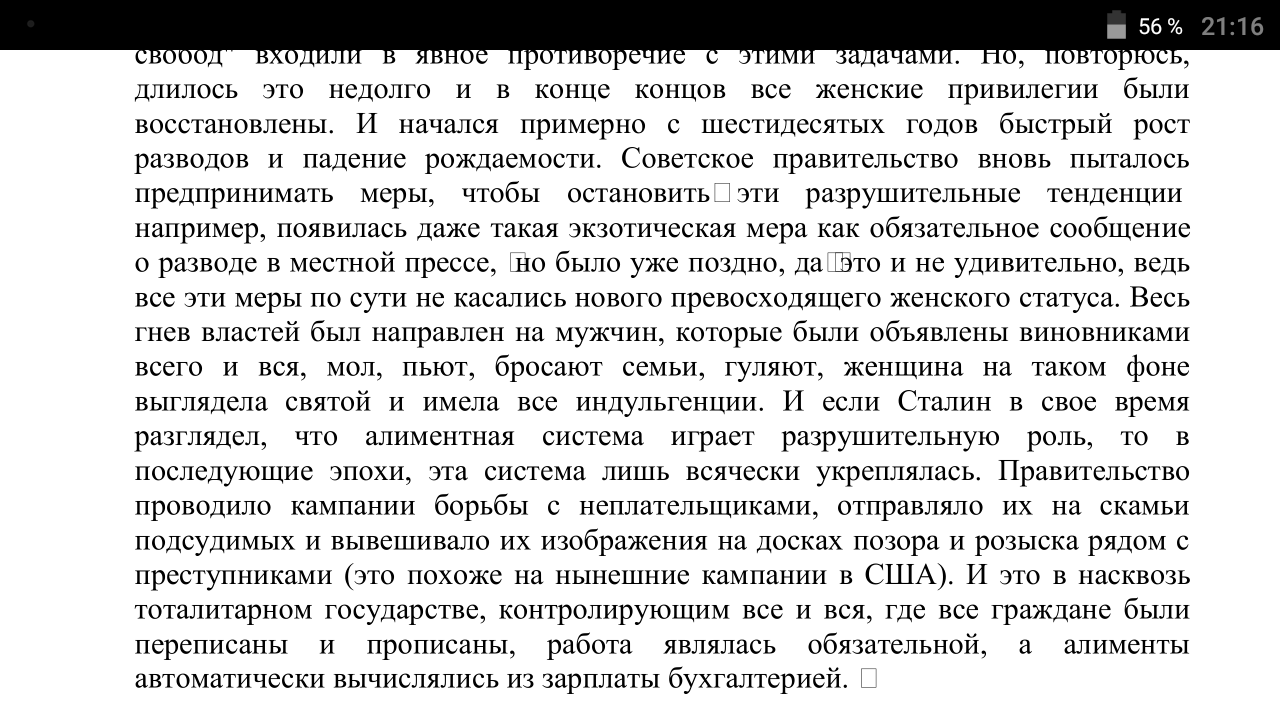 56 % 21:16
свобод" входили в явное противоречие с этими задачами. Но, повторюсь,
длилось это недолго и в конце концов все женские привилегии были
восстановлены. И начался примерно с шестидесятых годов быстрый рост
разводов и падение рождаемости. Советское правительство вновь пыталось
предпринимать меры, чтобы остановить эти разрушительные тенденции
например, появилась даже такая экзотическая мера как обязательное сообщение
о разводе в местной прессе, но было уже поздно, да это и не удивительно, ведь
все эти меры по сути не касались нового превосходящего женского статуса. Весь
гнев властей был направлен на мужчин, которые были объявлены виновниками
всего и вся, мол, пьют, бросают семьи, гуляют, женщина на таком фоне
выглядела святой и имела все индульгенции. И если Сталин в свое время
разглядел, что алиментная система играет разрушительную роль, то в
последующие эпохи, эта система лишь всячески укреплялась. Правительство
проводило кампании борьбы с неплательщиками, отправляло их на скамьи
подсудимых и вывешивало их изображения на досках позора и розыска рядом с
преступниками (это похоже на нынешние кампании в США). И это в насквозь
тоталитарном государстве, контролирующим все и вся, где все граждане были
переписаны и прописаны, работа являлась обязательной, а алименты
автоматически вычислялись из зарплаты бухгалтерией.